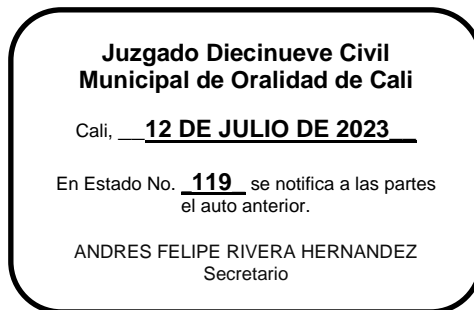 Juzgado Diecinueve Civil
Municipal de Oralidad de Cali
Cali, __12 DE JULIO DE 2023__
En Estado No. _119_ se notifica a las partes
el auto anterior.
ANDRES FELIPE RIVERA HERNANDEZ
Secretario